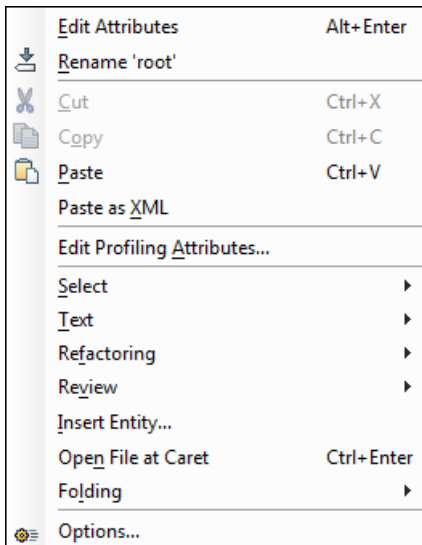 Edit Attributes Alt+Enter
Rename 'root'
Cut Ctrl+X
Copy Ctrl+C
Paste Ctrl+V
Paste as XML
Edit Profiling Attributes...
Select
Text
Refactoring
Review
Insert Entity...
Open File at Caret Ctrl+Enter
Folding
Options...